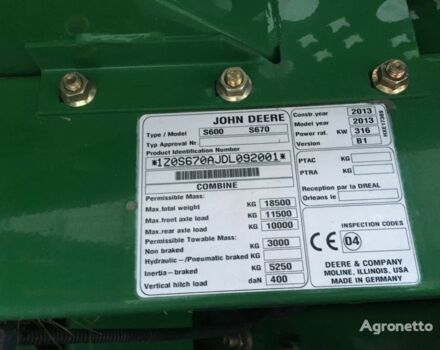 JOHN DEERE
Type / Model S600 S670
Typ Approval Nr.
Product Identification Number
*1Z0S670AJDL092001*
COMBINE
Permissible Mass:
Max. total weight KG 18500
Max. front axle load KG 11500
Max. rear axle load KG 10000
Permissible Towable Mass:
Non braked KG 3000
Hydraulic- /Pneumatic braked KG
Inertia- braked KG 5250
Vertical hitch load daN 400
Constr.year 2013
Model year 2013
Power rat. KW 316
Version B1
PTAC KG
PTRA KG
Reception par la DREAL
Orleans le
INSPECTION CODES
CE 04
DEERE & COMPANY
MOLINE, ILLINOIS, USA
MADE IN GERMANY
Agronetto